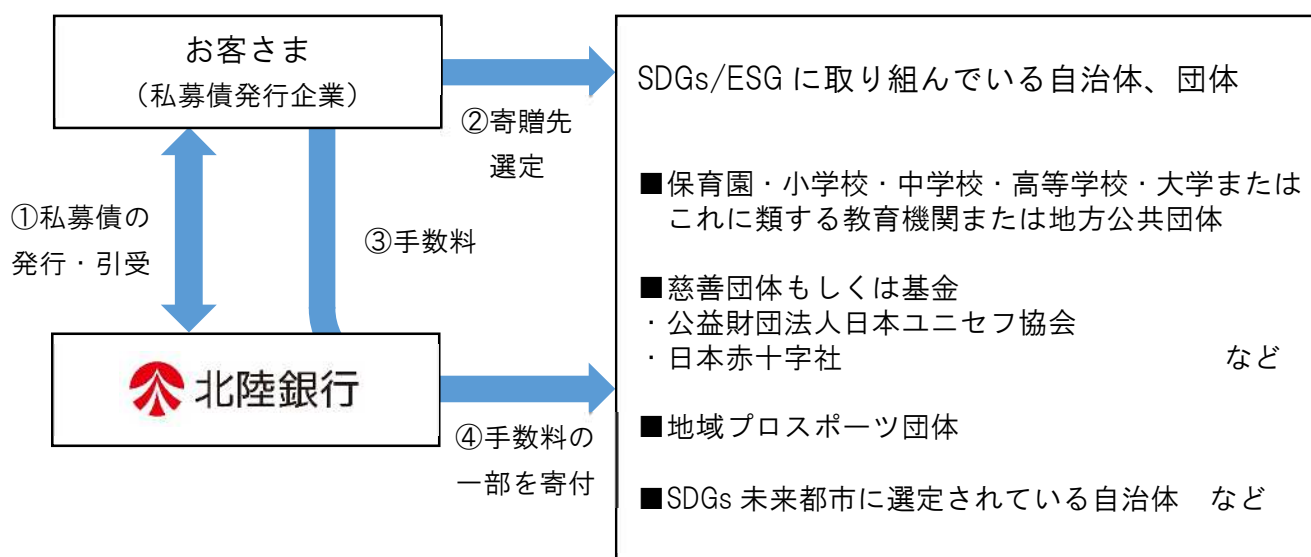 お客さま
（私募債発行企業）
②寄贈先
選定
①私募債の
発行・引受
③手数料
北陸銀行
④手数料の
一部を寄付
SDGs/ESG に取り組んでいる自治体、団体
■保育園・小学校・中学校・高等学校・大学または
これに類する教育機関または地方公共団体
■慈善団体もしくは基金
・公益財団法人日本ユニセフ協会
・日本赤十字社　など
■地域プロスポーツ団体
■SDGs 未来都市に選定されている自治体　など